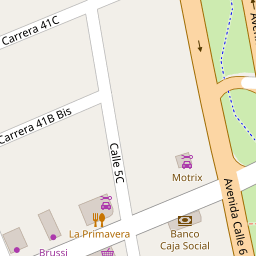 Carrera 41C
Carrera 41B Bis
Calle 5C
Motrix
Avenida Calle 6
La Primavera
Banco
Caja Social
Brussi